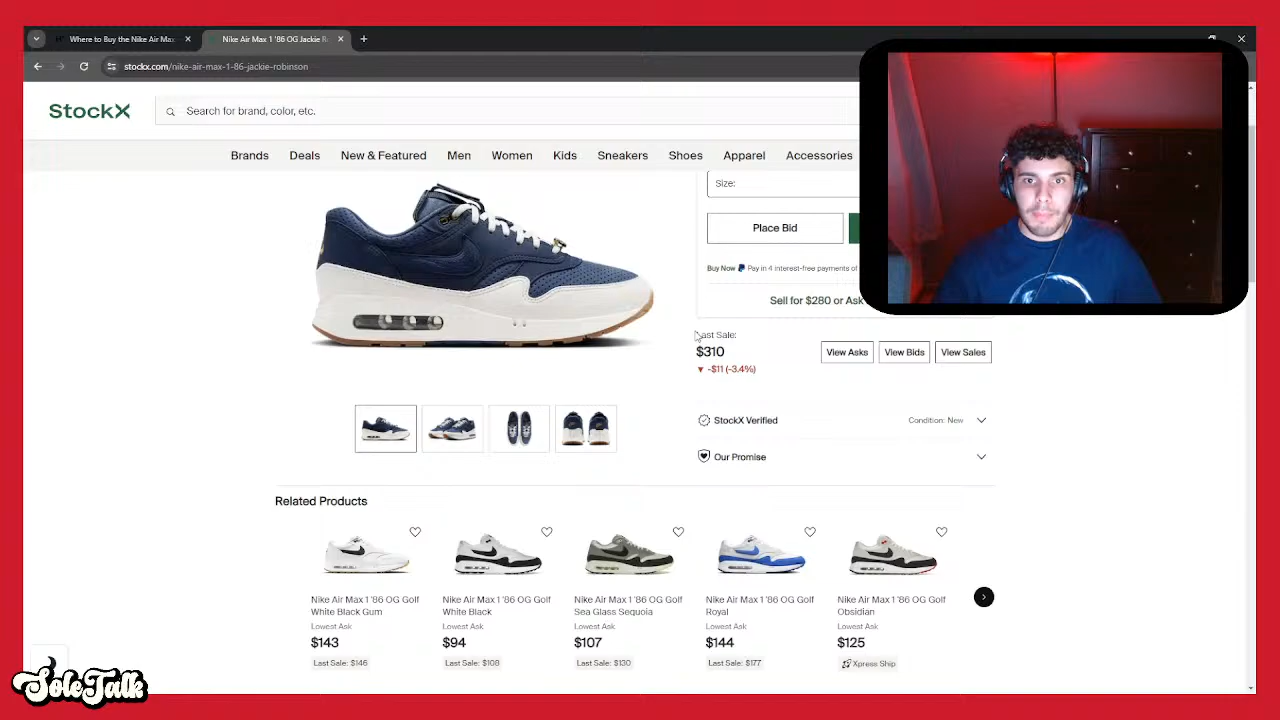 Where to Buy the Nike Air Max
Nike Air Max 1 '86 OG Jackie R
stockx.com/nike-air-max-1-86-jackie-robinson
StockX
Search for brand, color, etc.
Brands Deals New & Featured Men Women Kids Sneakers Shoes Apparel Accessories
Size:
Place Bid
Buy Now Pay in 4 interest-free payments of
Sell for $280 or Ask
Last Sale:
$310
▼ -$11 (-3.4%)
View Asks View Bids View Sales
StockX Verified Condition: New
Our Promise
Related Products
Nike Air Max 1 '86 OG Golf
White Black Gum
Lowest Ask
$143
Last Sale: $146
Nike Air Max 1 '86 OG Golf
White Black
Lowest Ask
$94
Last Sale: $108
Nike Air Max 1 '86 OG Golf
Sea Glass Sequoia
Lowest Ask
$107
Last Sale: $130
Nike Air Max 1 '86 OG Golf
Royal
Lowest Ask
$144
Last Sale: $177
Nike Air Max 1 '86 OG Golf
Obsidian
Lowest Ask
$125
Xpress Ship
SoleTalk